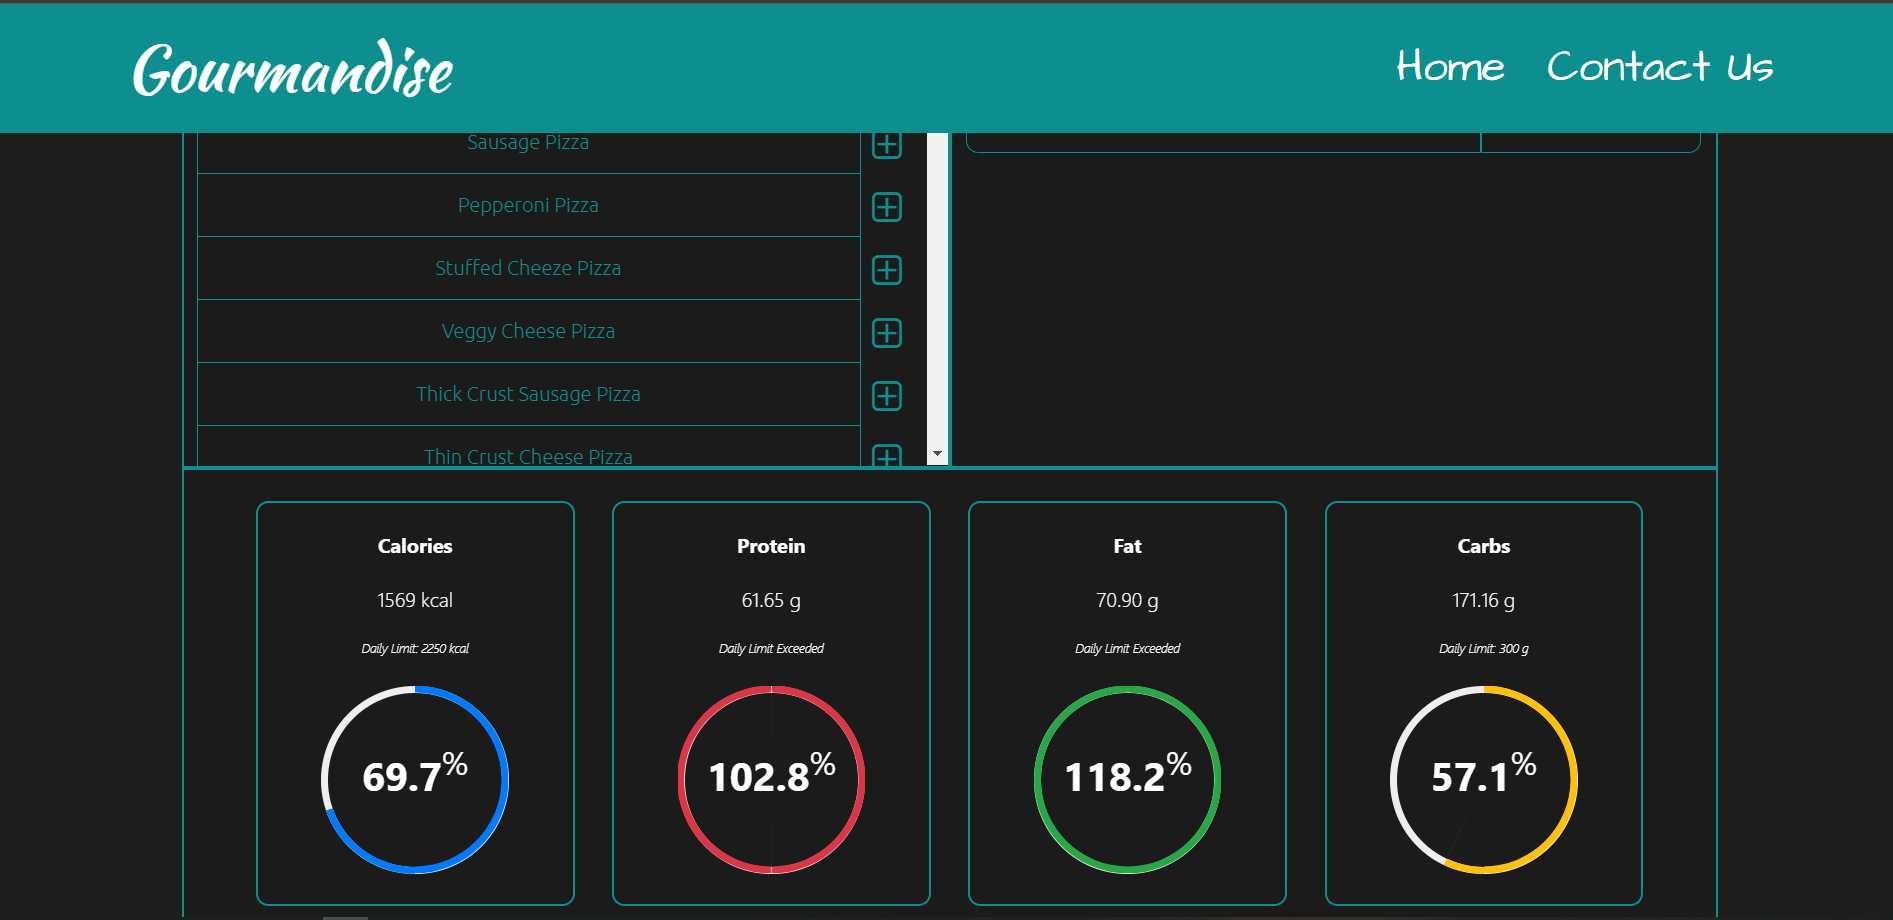 Gourmandise
Home Contact Us
Sausage Pizza
Pepperoni Pizza
Stuffed Cheeze Pizza
Veggy Cheese Pizza
Thick Crust Sausage Pizza
Thin Crust Cheese Pizza
Calories
1569 kcal
Daily Limit: 2250 kcal
69.7%
Protein
61.65 g
Daily Limit Exceeded
102.8%
Fat
70.90 g
Daily Limit Exceeded
118.2%
Carbs
171.16 g
Daily Limit: 300 g
57.1%